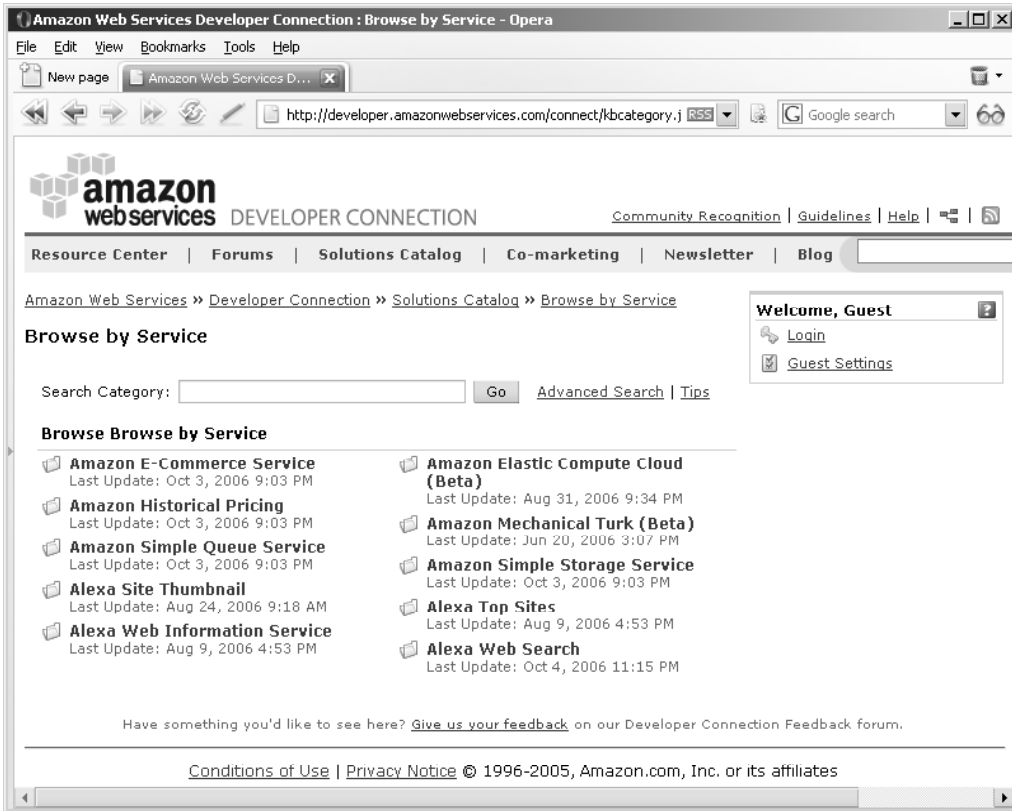 Amazon Web Services Developer Connection : Browse by Service - Opera
File Edit View Bookmarks Tools Help
New page Amazon Web Services D...
http://developer.amazonwebservices.com/connect/kbcategory.j RSS G Google search
amazon
webservices DEVELOPER CONNECTION
Community Recognition | Guidelines | Help | |
Resource Center | Forums | Solutions Catalog | Co-marketing | Newsletter | Blog
Amazon Web Services » Developer Connection » Solutions Catalog » Browse by Service
Browse by Service
Welcome, Guest ?
Login
Guest Settings
Search Category: Go Advanced Search | Tips
Browse Browse by Service
Amazon E-Commerce Service
Last Update: Oct 3, 2006 9:03 PM
Amazon Historical Pricing
Last Update: Oct 3, 2006 9:03 PM
Amazon Simple Queue Service
Last Update: Oct 3, 2006 9:03 PM
Alexa Site Thumbnail
Last Update: Aug 24, 2006 9:18 AM
Alexa Web Information Service
Last Update: Aug 9, 2006 4:53 PM
Amazon Elastic Compute Cloud
(Beta)
Last Update: Aug 31, 2006 9:34 PM
Amazon Mechanical Turk (Beta)
Last Update: Jun 20, 2006 3:07 PM
Amazon Simple Storage Service
Last Update: Oct 3, 2006 9:03 PM
Alexa Top Sites
Last Update: Aug 9, 2006 4:53 PM
Alexa Web Search
Last Update: Oct 4, 2006 11:15 PM
Have something you'd like to see here? Give us your feedback on our Developer Connection Feedback forum.
Conditions of Use | Privacy Notice © 1996-2005, Amazon.com, Inc. or its affiliates